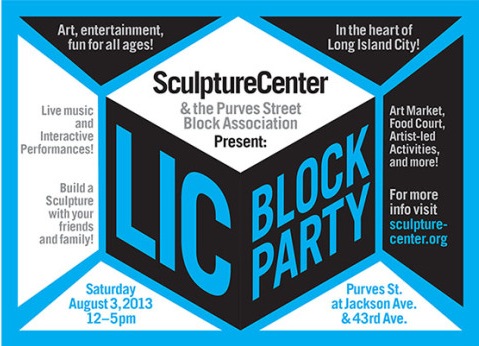 Art, entertainment,
fun for all ages!
In the heart of
Long Island City!
SculptureCenter
& the Purves Street
Block Association
Present:
Live music
and
Interactive
Performances!
Build a
Sculpture
with your
friends
and family!
LIC
BLOCK
PARTY
Art Market,
Food Court,
Artist-led
Activities,
and more!
For more
info visit
sculpture-
center.org
Saturday
August 3, 2013
12–5pm
Purves St.
at Jackson Ave.
& 43rd Ave.